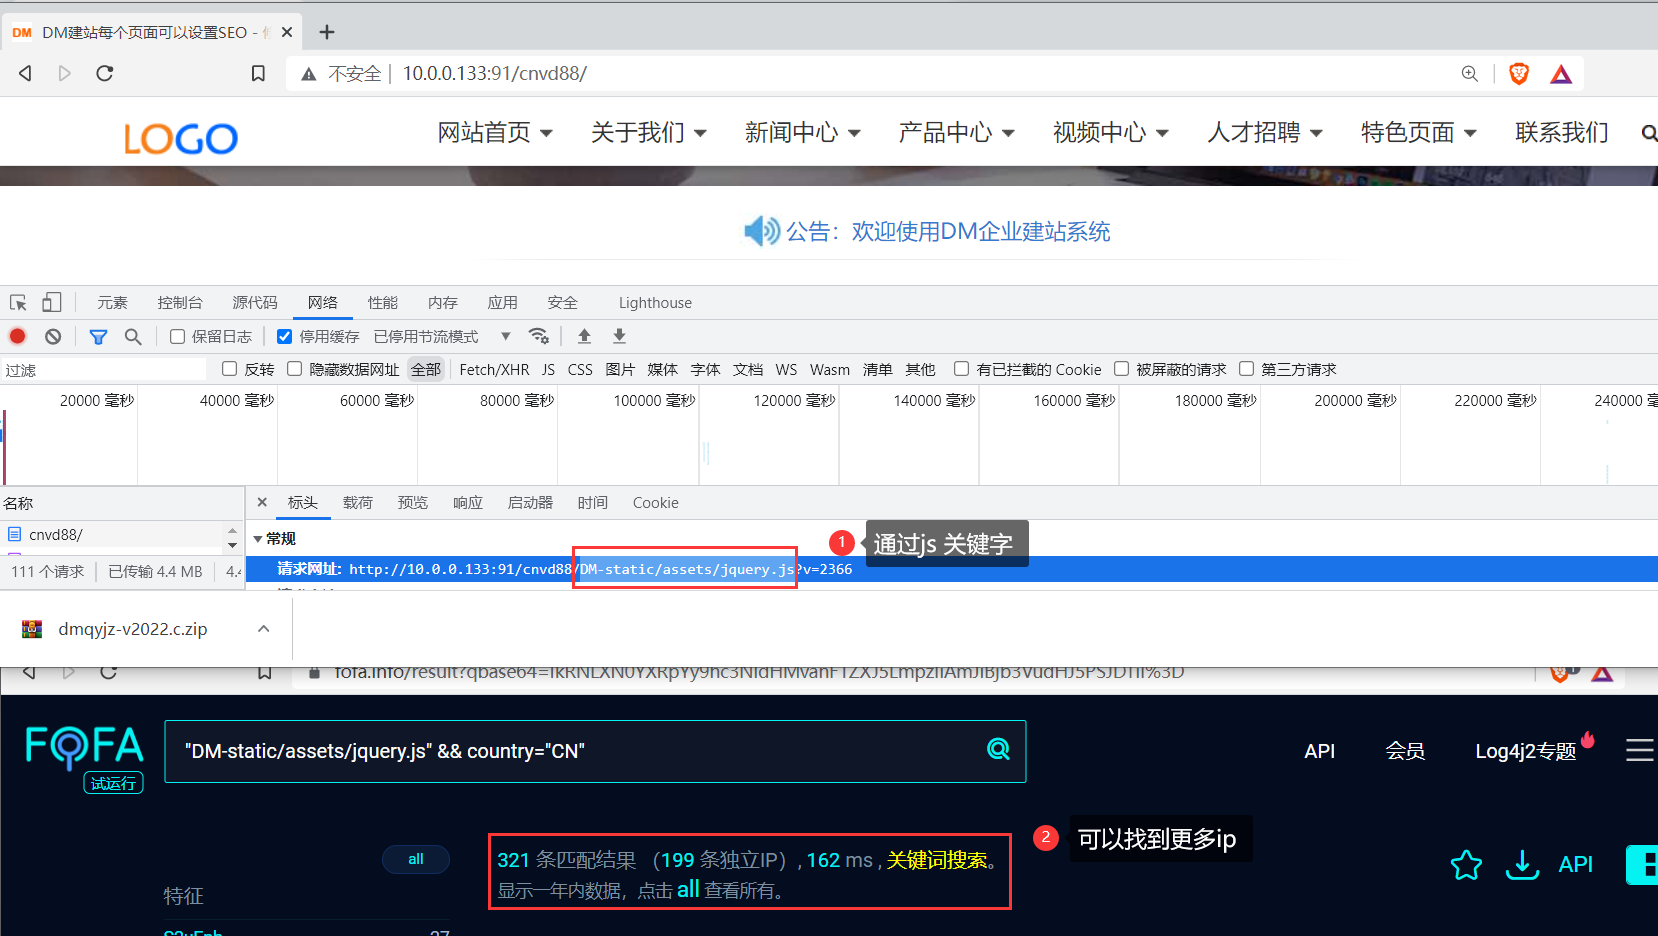 DM DM建站每个页面可以设置SEO -
不安全 10.0.0.133:91/cnvd88/
LOGO 网站首页 关于我们 新闻中心 产品中心 视频中心 人才招聘 特色页面 联系我们
公告：欢迎使用DM企业建站系统
元素 控制台 源代码 网络 性能 内存 应用 安全 Lighthouse
保留日志 停用缓存 已停用节流模式
过滤 反转 隐藏数据网址 全部 Fetch/XHR JS CSS 图片 媒体 字体 文档 WS Wasm 清单 其他 有已拦截的 Cookie 被屏蔽的请求 第三方请求
20000 毫秒 40000 毫秒 60000 毫秒 80000 毫秒 100000 毫秒 120000 毫秒 140000 毫秒 160000 毫秒 180000 毫秒 200000 毫秒 220000 毫秒 240000 毫
名称 标头 载荷 预览 响应 启动器 时间 Cookie
cnvd88/ 常规 1 通过js 关键字
请求网址: http://10.0.0.133:91/cnvd88/DM-static/assets/jquery.js?v=2366
111 个请求 已传输 4.4 MB 4.4
dmqyjz-v2022.c.zip
FOFA 试运行
"DM-static/assets/jquery.js" && country="CN"
API 会员 Log4j2专题
2 可以找到更多ip
all
321 条匹配结果 （199 条独立IP）, 162 ms , 关键词搜索。
显示一年内数据，点击 all 查看所有。
API
特征